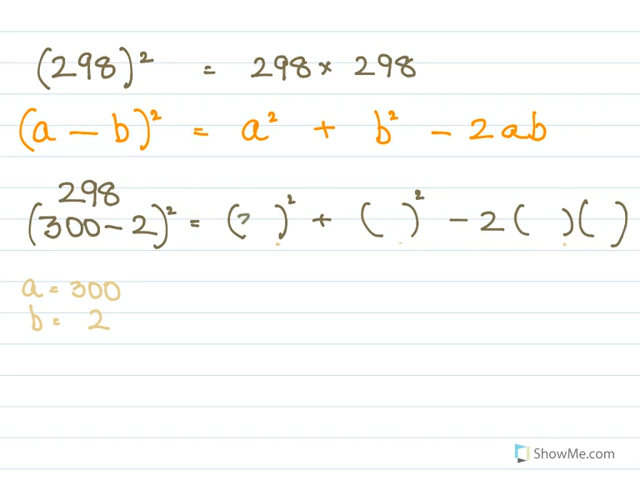 (298)² = 298 × 298
(a − b)² = a² + b² − 2ab
298
(300 − 2)² = ( )² + ( )² − 2 ( )( )
a = 300
b = 2
ShowMe.com